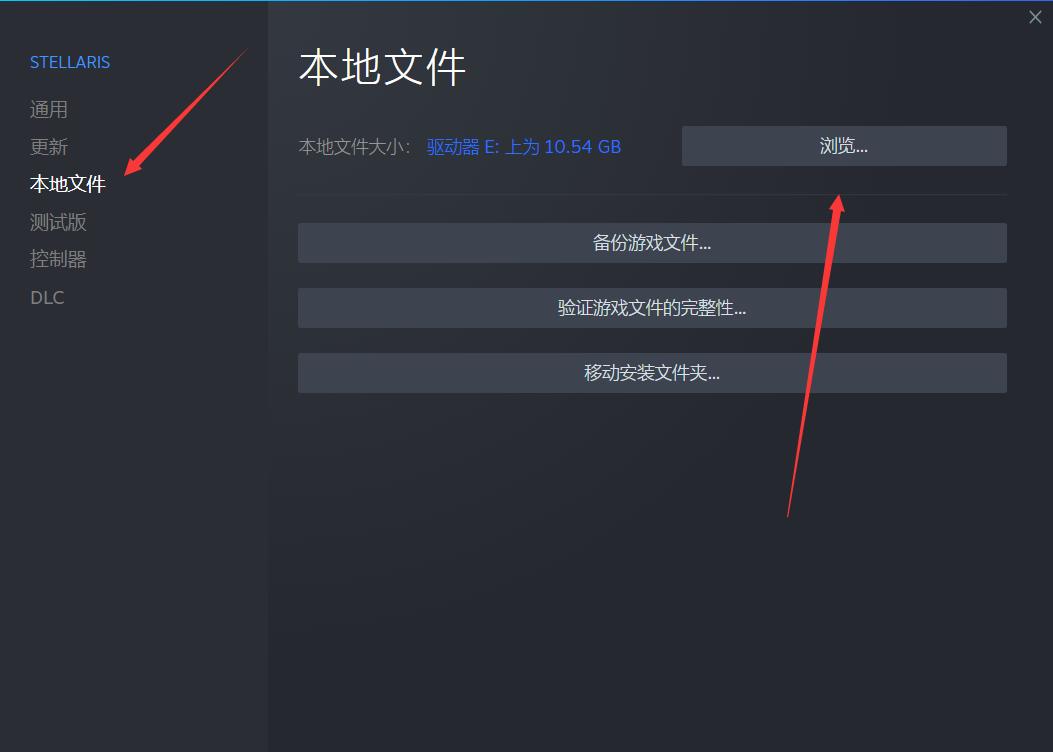 STELLARIS
通用
更新
本地文件
测试版
控制器
DLC
本地文件
本地文件大小： 驱动器 E: 上为 10.54 GB
浏览...
备份游戏文件...
验证游戏文件的完整性...
移动安装文件夹...